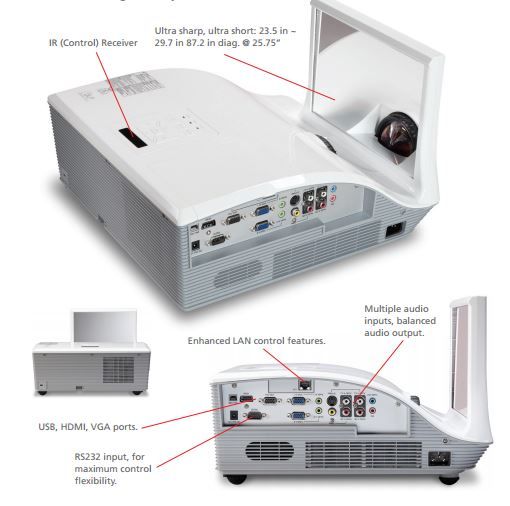 Ultra sharp, ultra short: 23.5 in ~
29.7 in 87.2 in diag. @ 25.75"
IR (Control) Receiver
Multiple audio
inputs, balanced
audio output.
Enhanced LAN control features.
USB, HDMI, VGA ports.
RS232 input, for
maximum control
flexibility.